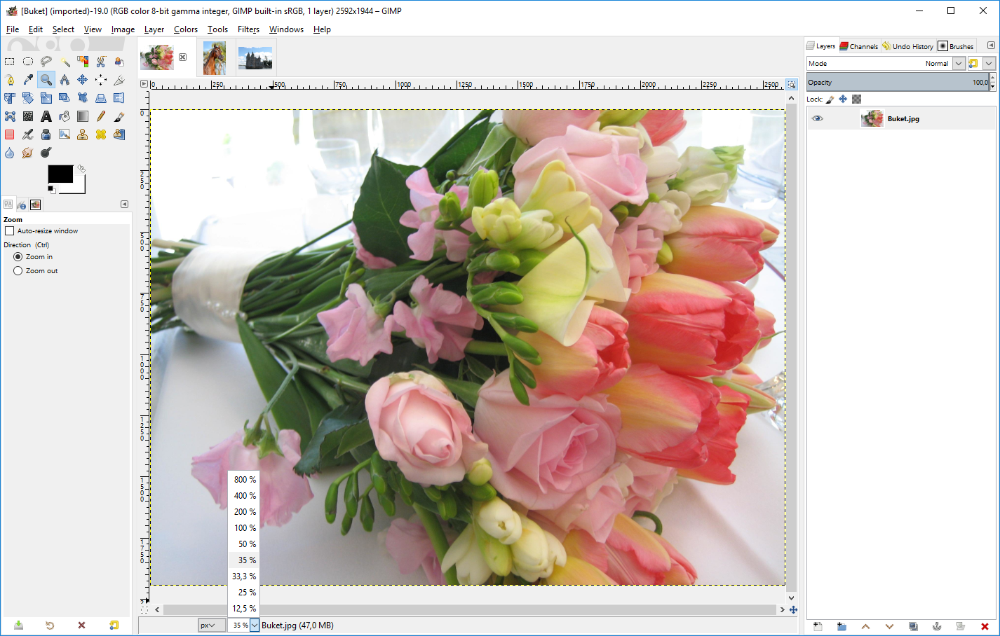 [Buket] (imported)-19.0 (RGB color 8-bit gamma integer, GIMP built-in sRGB, 1 layer) 2592x1944 – GIMP
File Edit Select View Image Layer Colors Tools Filters Windows Help
Layers Channels Undo History Brushes
Mode Normal
Opacity 100,0
Lock:
Buket.jpg
0 250 500 750 1000 1250 1500 1750 2000 2250 2500
0
250
500
750
1000
1250
1500
1750
2
Zoom
Auto-resize window
Direction (Ctrl)
Zoom in
Zoom out
800 %
400 %
200 %
100 %
50 %
35 %
33,3 %
25 %
12,5 %
px 35 % Buket.jpg (47,0 MB)